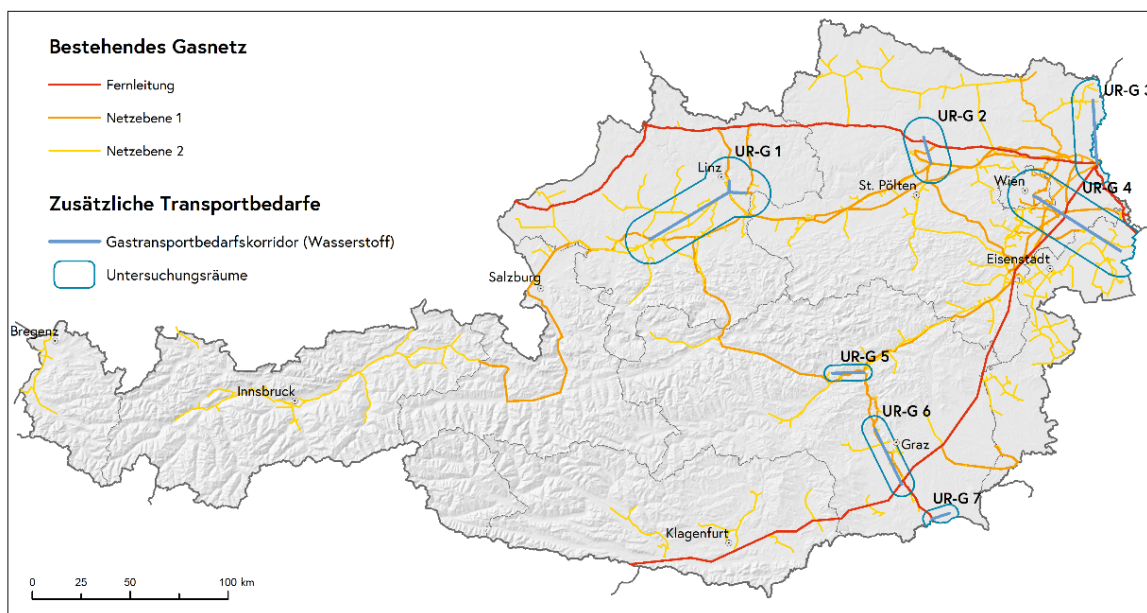 Bestehendes Gasnetz
Fernleitung
Netzebene 1
Netzebene 2
Zusätzliche Transportbedarfe
Gastransportbedarfskorridor (Wasserstoff)
Untersuchungsräume
UR-G 3
UR-G 2
UR-G 1
Linz
St. Pölten
Wien
UR-G 4
Eisenstadt
Salzburg
Bregenz
Innsbruck
UR-G 5
UR-G 6
Graz
UR-G 7
Klagenfurt
0 25 50 100 km